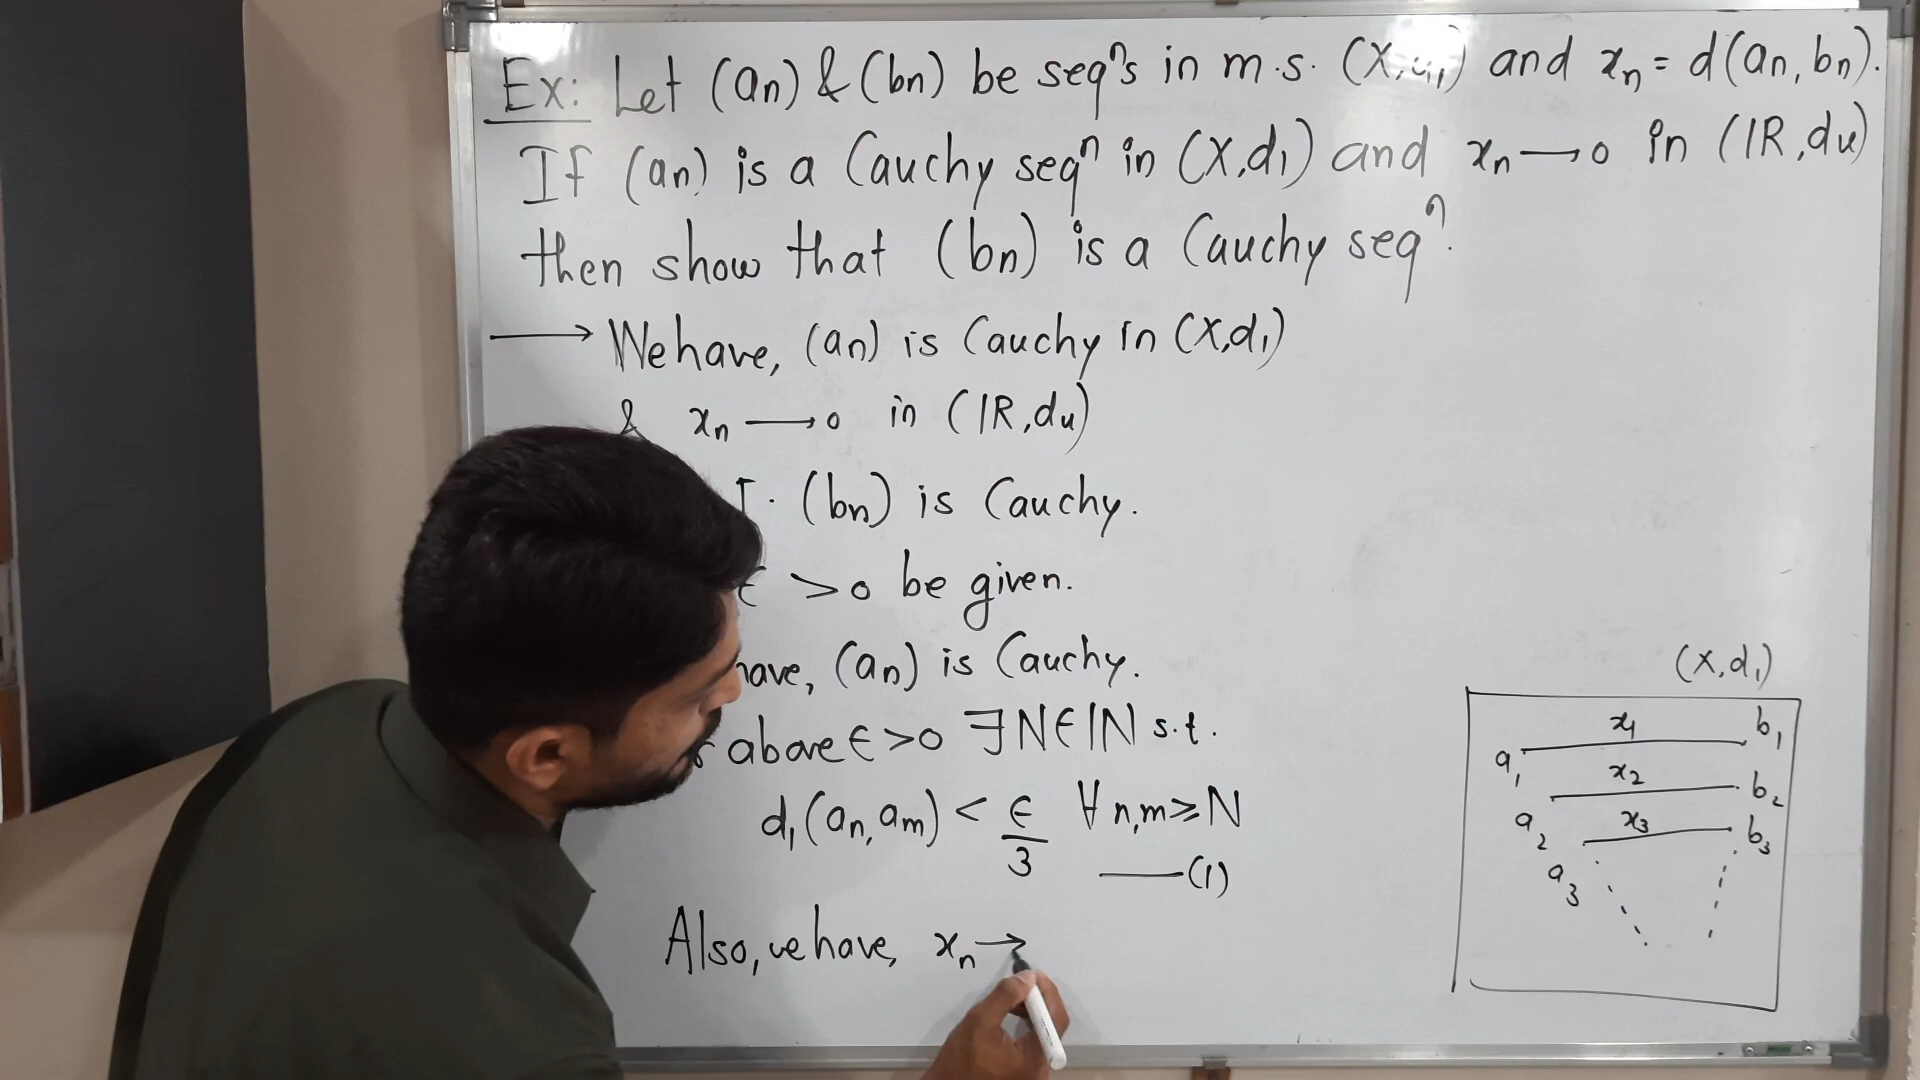 Ex: Let (an) & (bn) be seqⁿs in m.s. (X,d₁) and xₙ = d(an, bn).
If (an) is a Cauchy seqⁿ in (X,d₁) and xₙ → 0 in (IR, du)
then show that (bn) is a Cauchy seqⁿ.
→ We have, (an) is Cauchy in (X,d₁)
& xₙ → 0 in (IR, du)
(bn) is Cauchy.
ϵ > 0 be given.
have, (an) is Cauchy.
above ϵ > 0 ∃ N ∈ IN s.t.
d₁(an, am) < ϵ/3 ∀ n,m ≥ N
—(1)
Also, we have, xₙ →
(X,d₁)
x₁ b₁
a₁
x₂ b₂
a₂
x₃ b₃
a₃